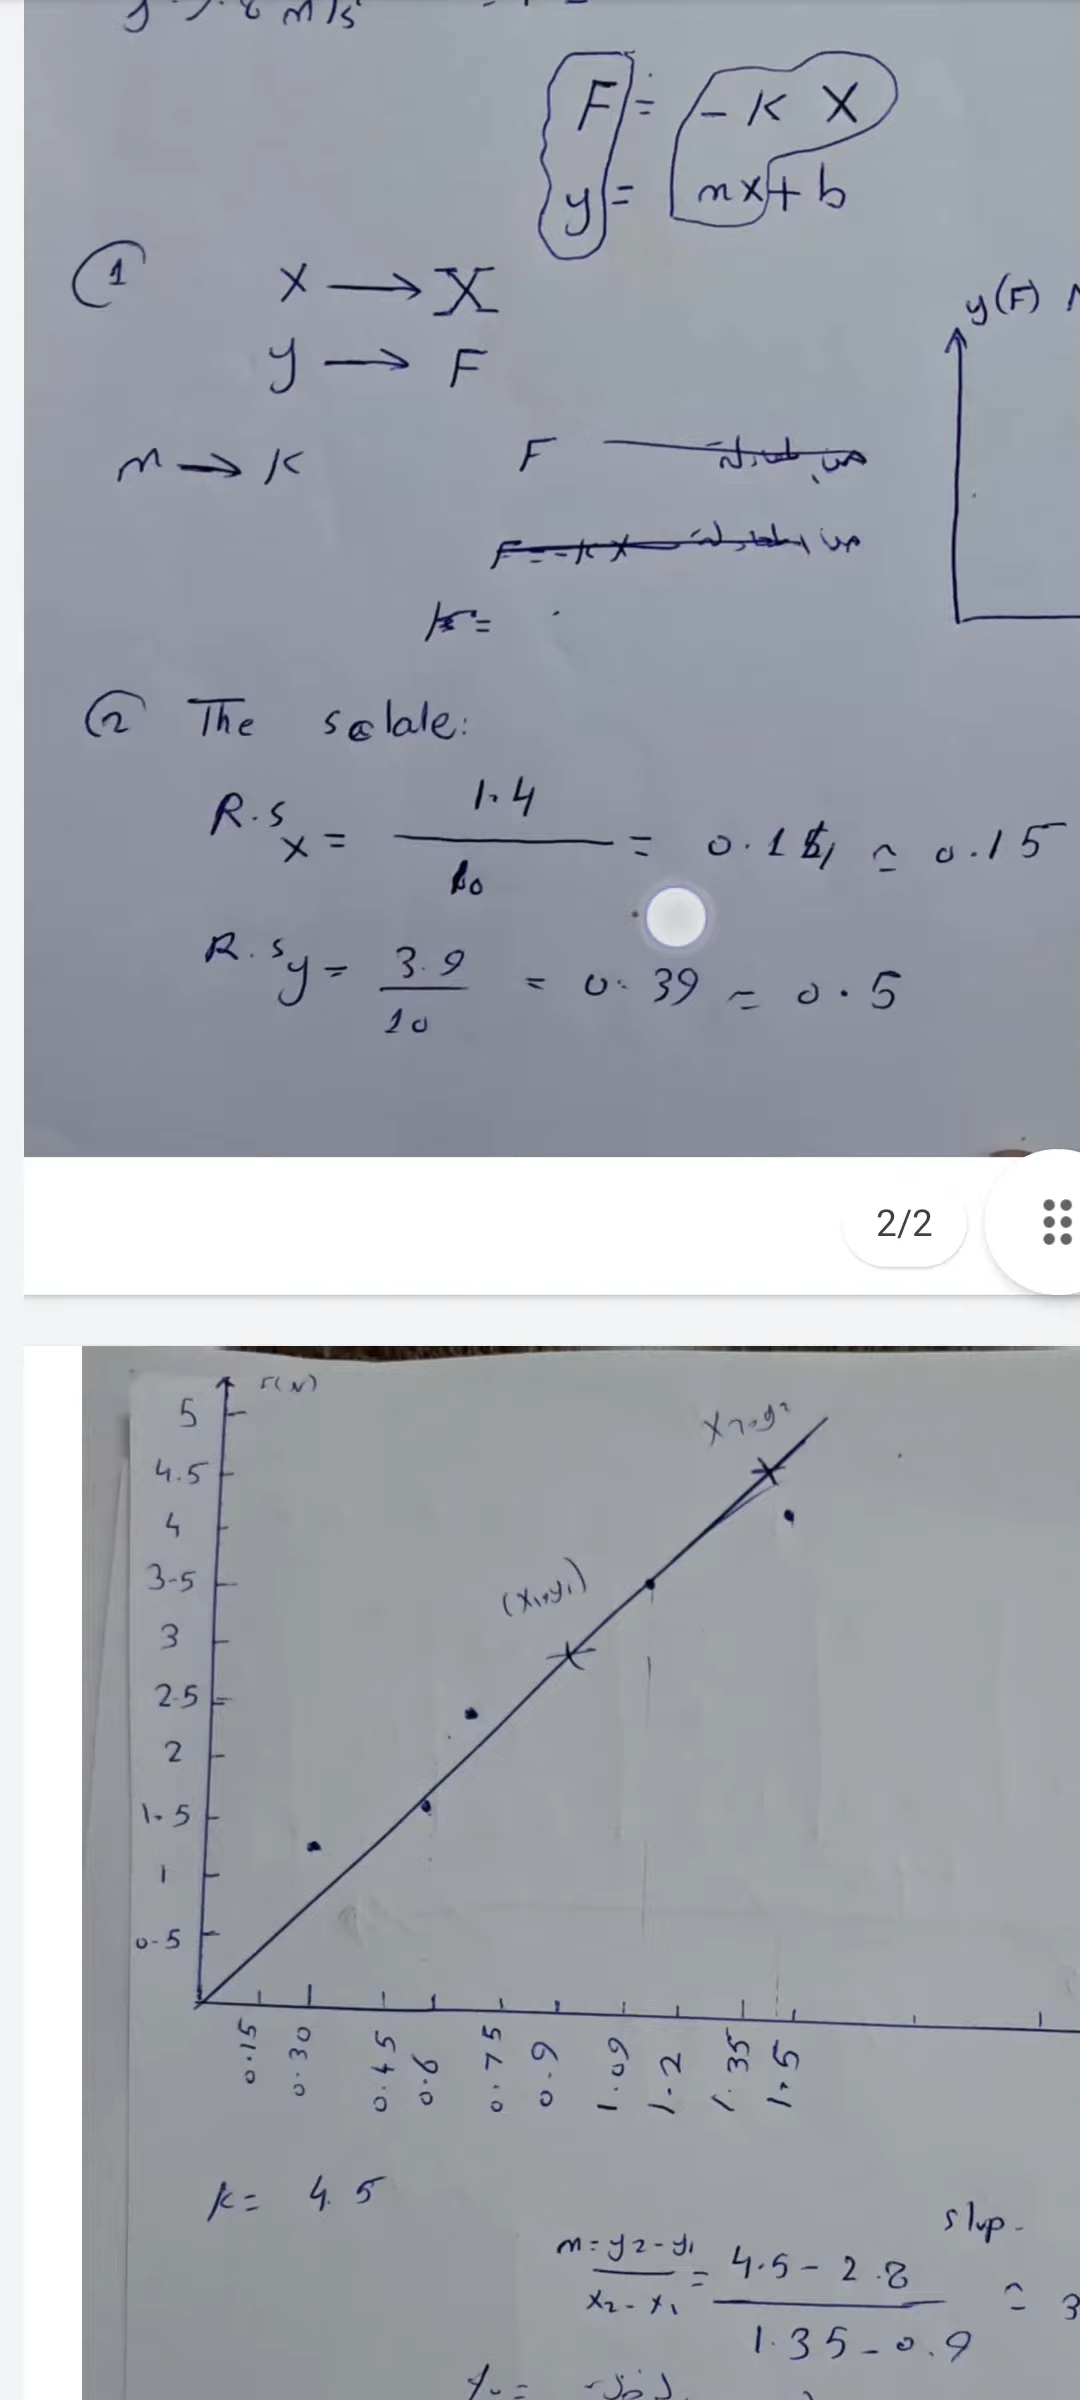 F = -K X
y = mx + b
① X → X
y → F
y(F)
m → K
F
F = -K X
K =
② The scale:
R.S x = 1.4 / 10 = 0.14 ≃ 0.15
R.S y = 3.9 / 10 = 0.39 ≃ 0.5
2/2
F(N)
5
4.5
4
3.5
3
2.5
2
1.5
1
0.5
(x1, y1)
0.15 0.30 0.45 0.6 0.75 0.9 1.09 1.2 1.35 1.5
K = 4.5
slop-
m = y2 - y1 / x2 - x1 = 4.5 - 2.8 / 1.35 - 0.9 ≃ 3